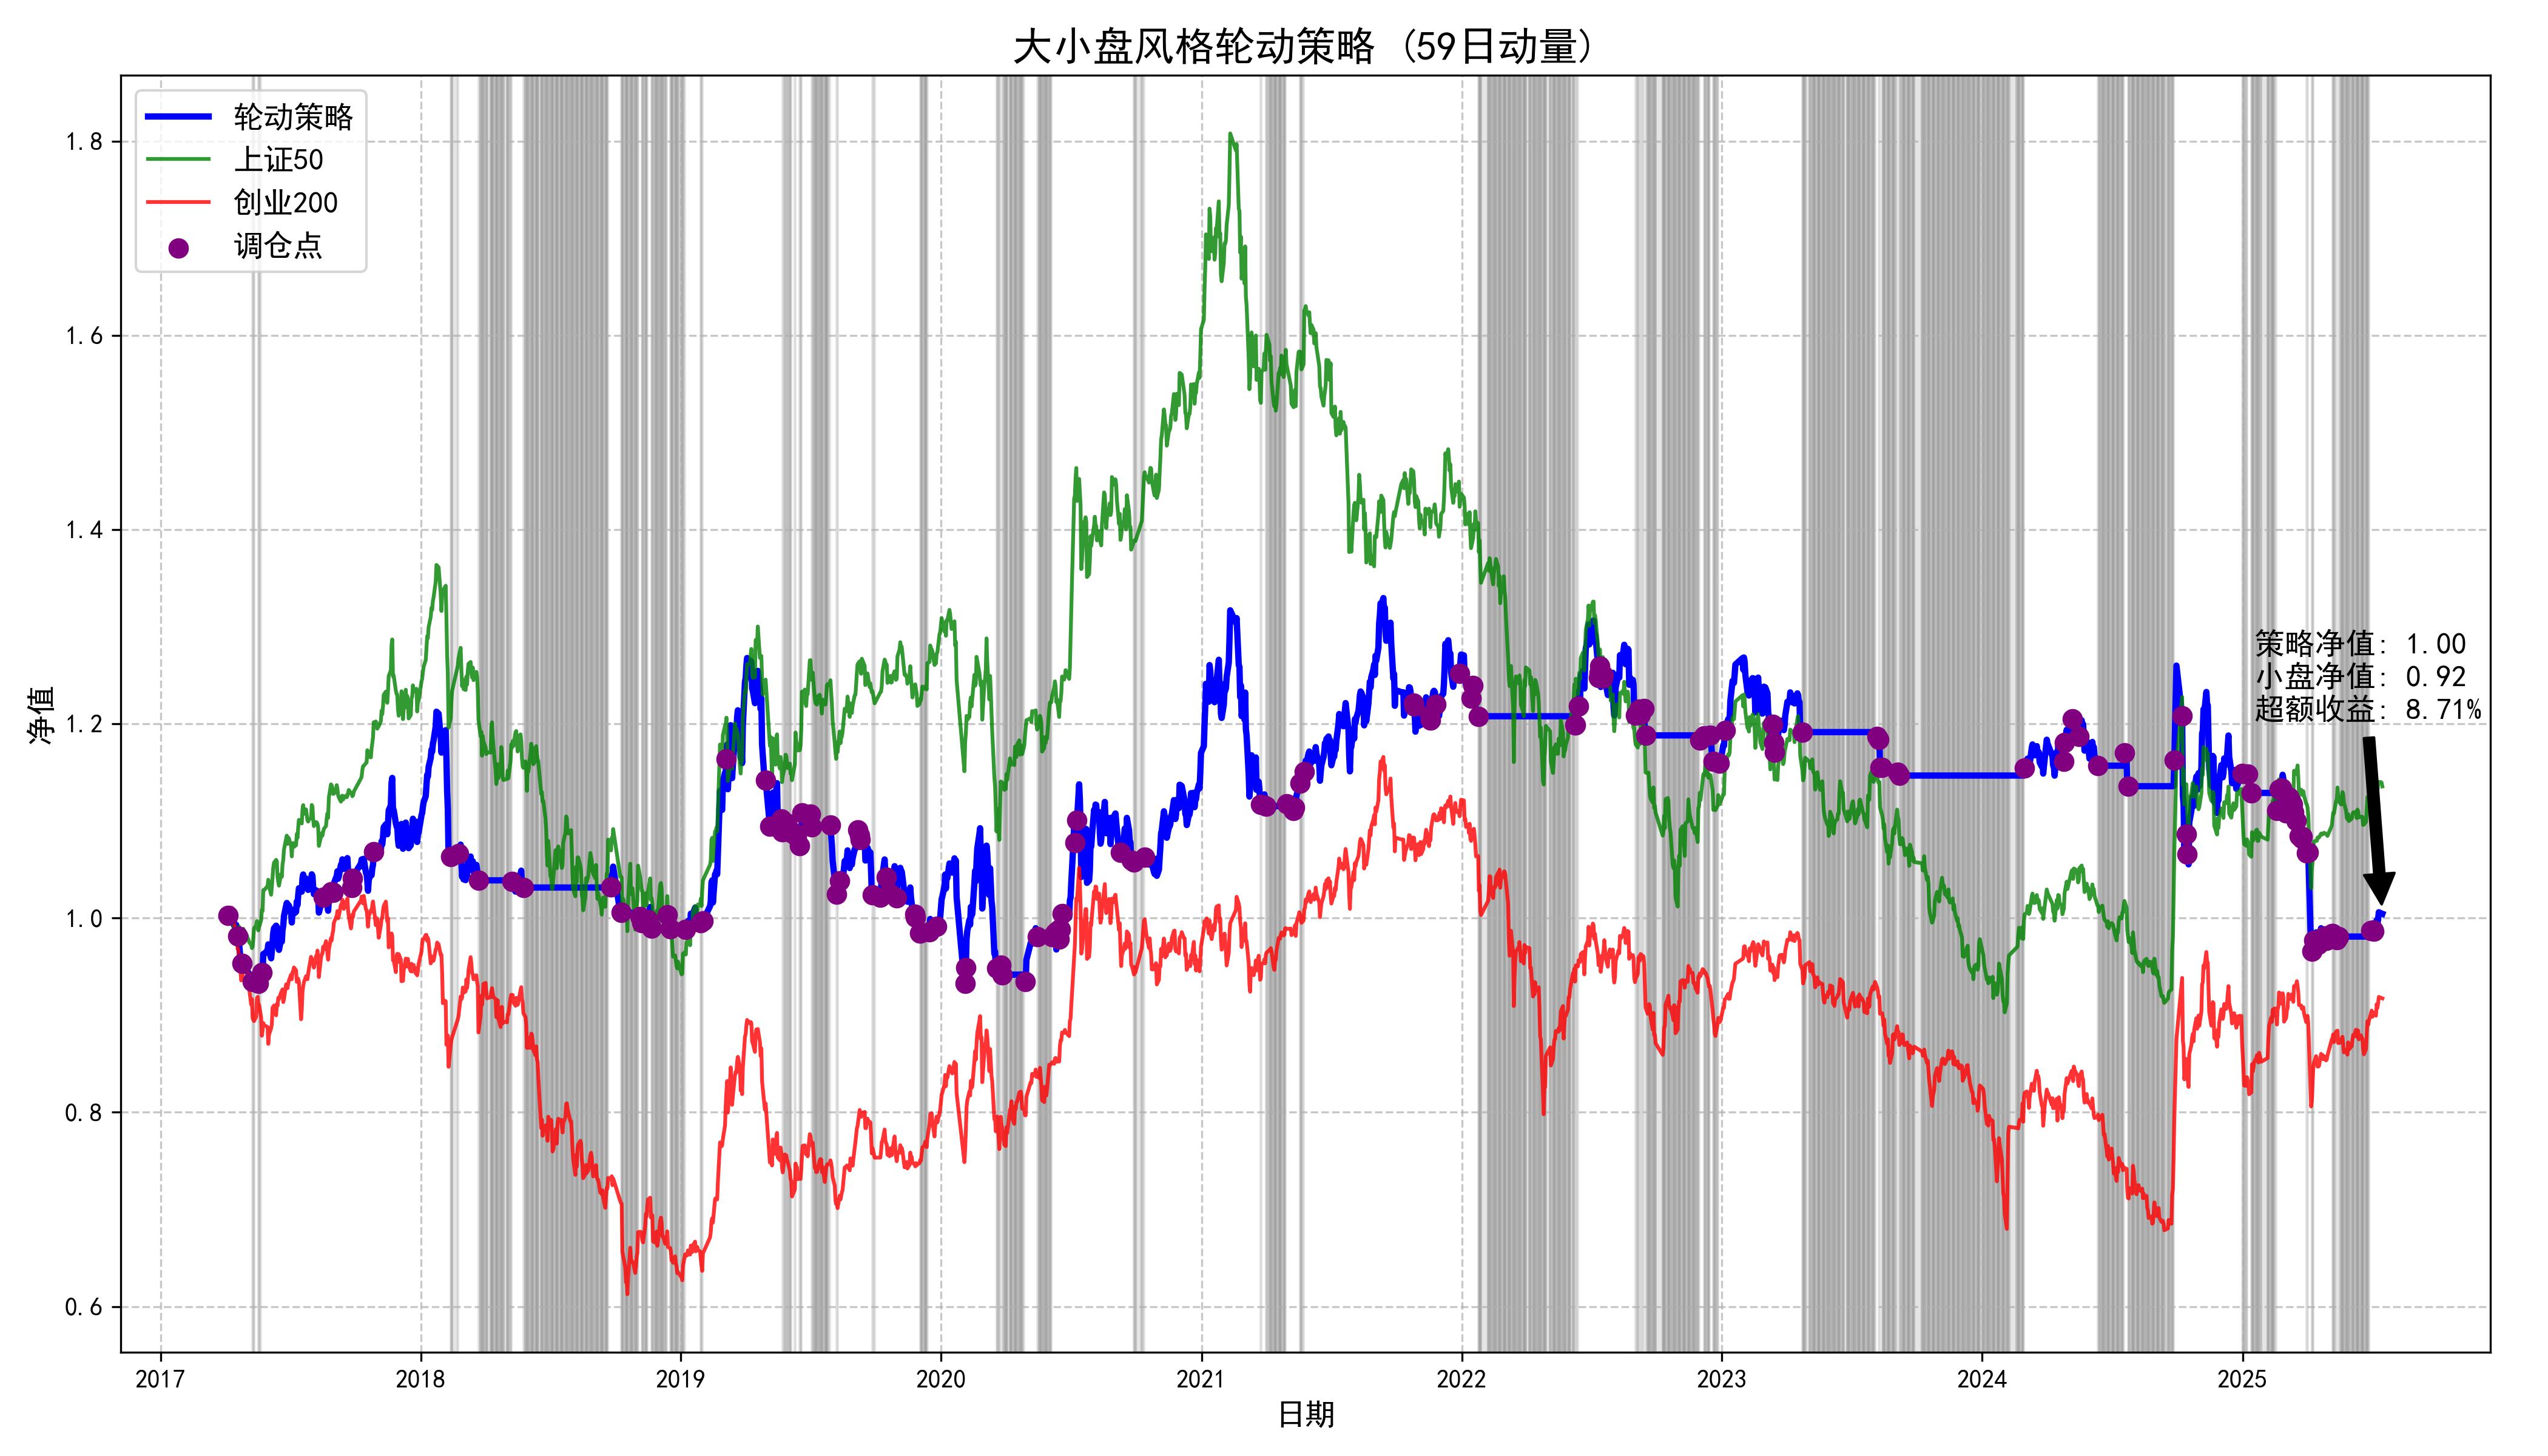 大小盘风格轮动策略 (59日动量)
轮动策略
上证50
创业200
调仓点
净值
1.8
1.6
1.4
1.2
1.0
0.8
0.6
策略净值: 1.00
小盘净值: 0.92
超额收益: 8.71%
2017
2018
2019
2020
2021
2022
2023
2024
2025
日期